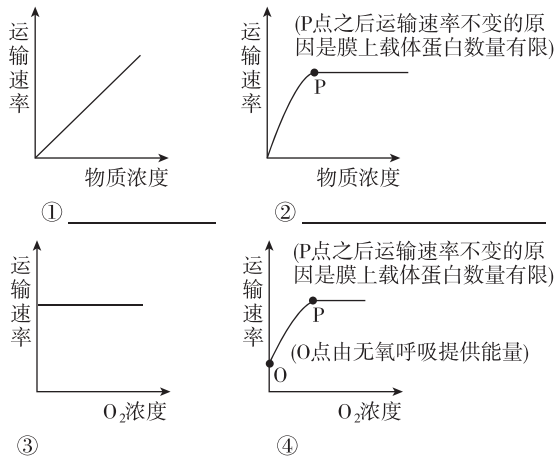 运输速率
物质浓度
①
(P点之后运输速率不变的原
因是膜上载体蛋白数量有限)
运输速率
P
物质浓度
②
运输速率
O₂浓度
③
(P点之后运输速率不变的原
因是膜上载体蛋白数量有限)
运输速率
P
(O点由无氧呼吸提供能量)
O
O₂浓度
④